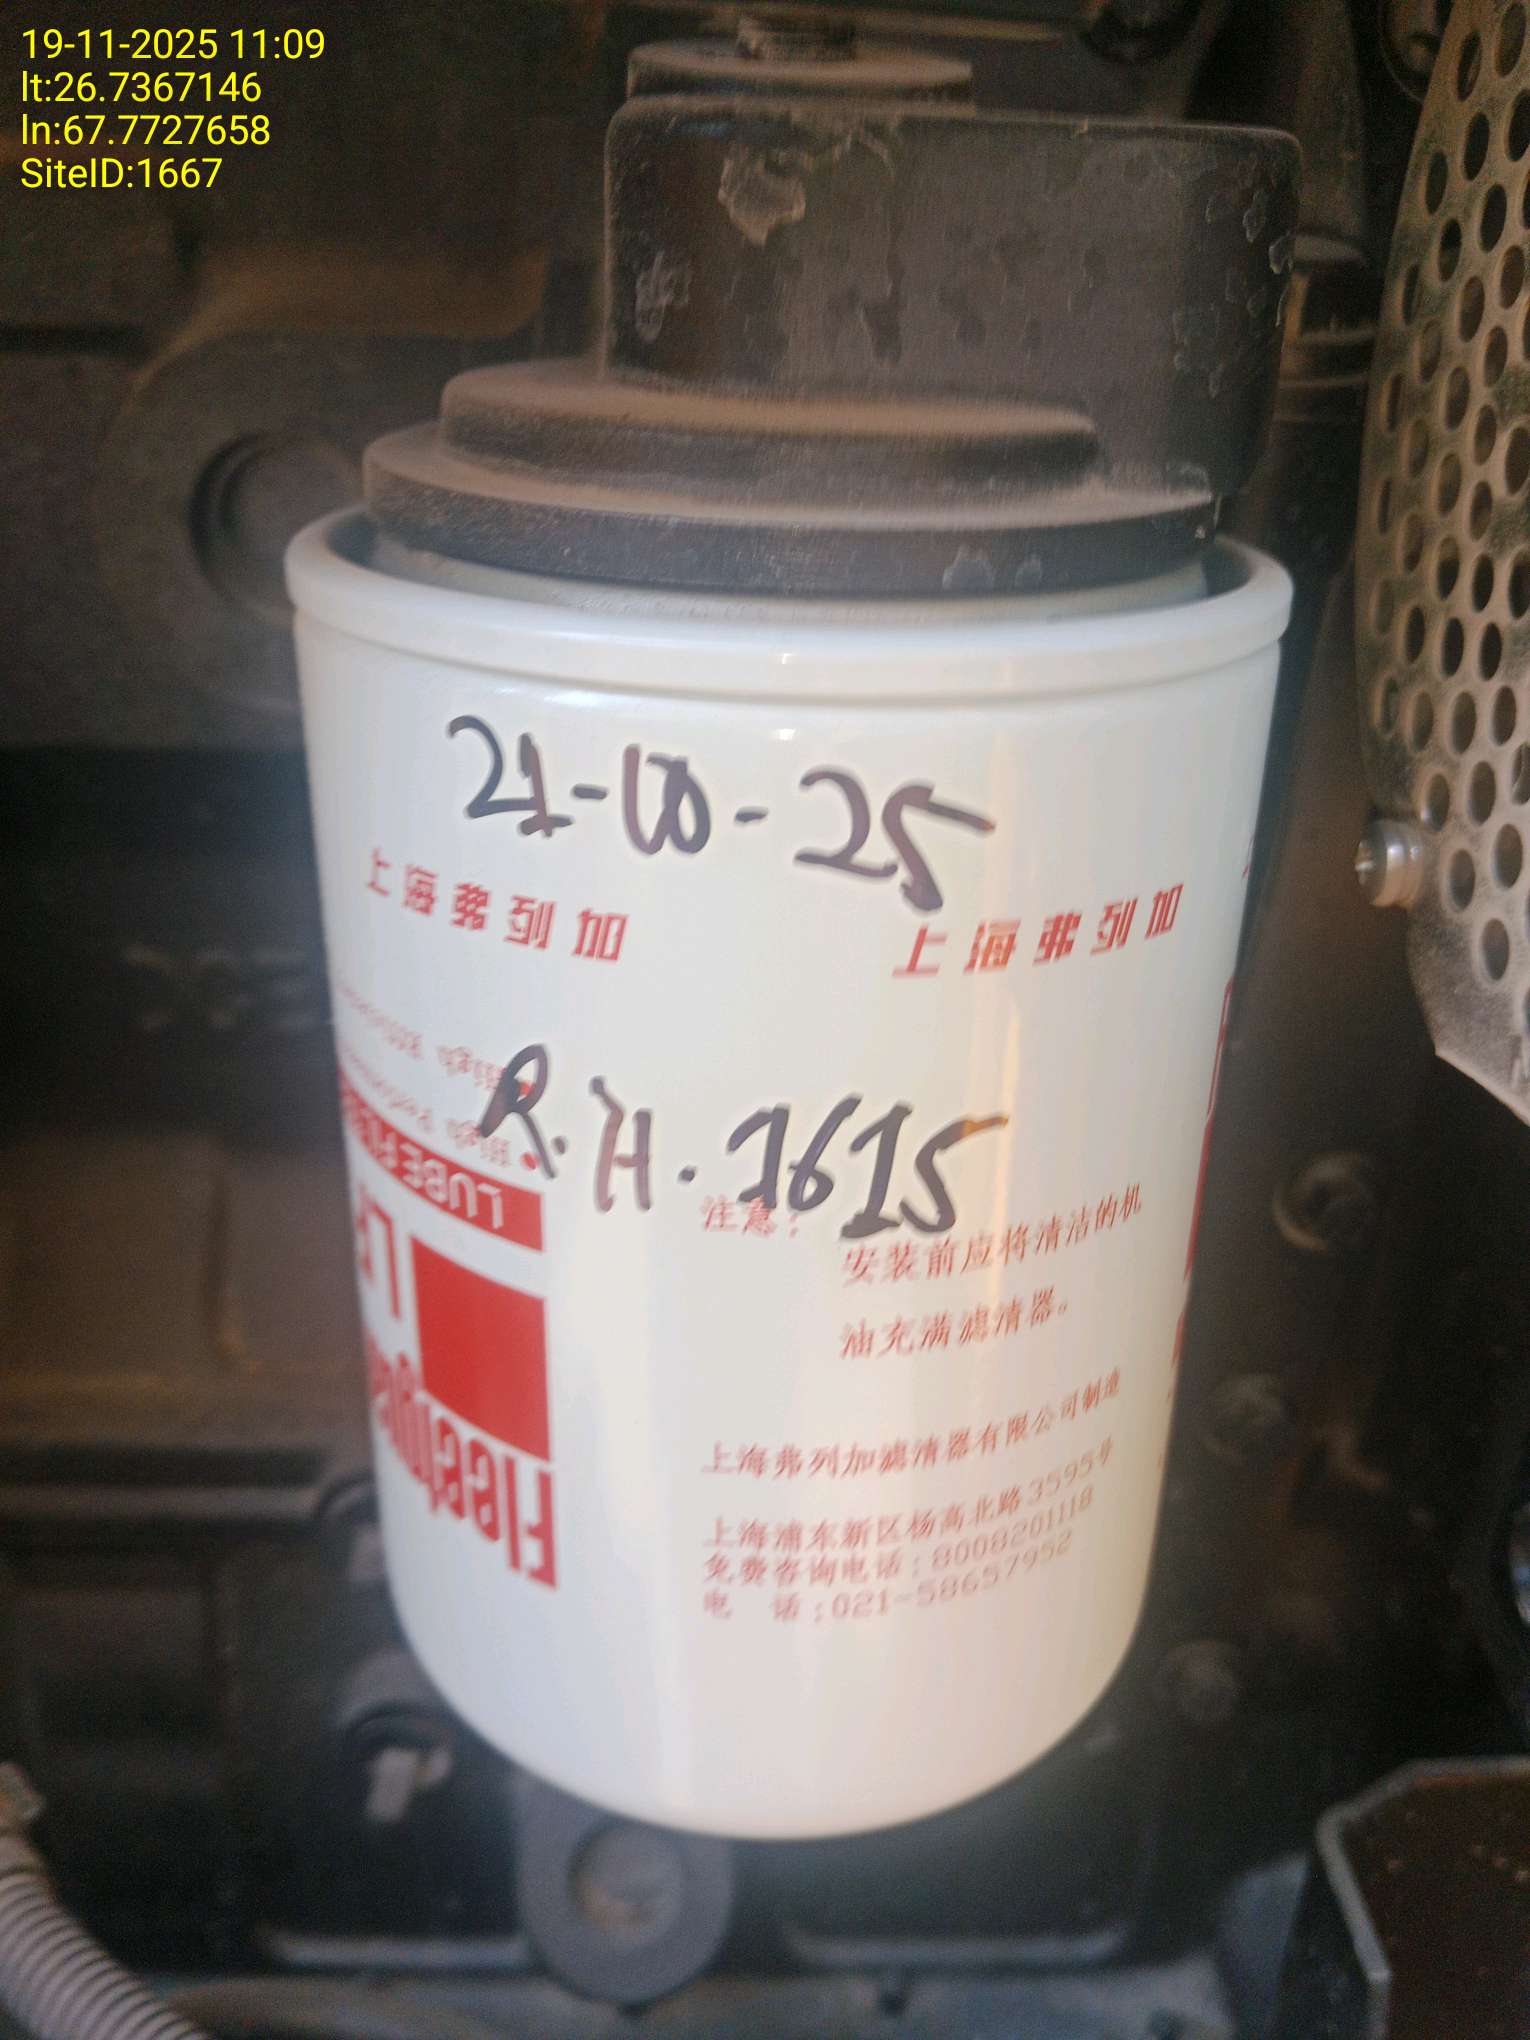 19-11-2025 11:09
lt:26.7367146
ln:67.7727658
SiteID:1667
21-10-25
上海弗列加
上海弗列加
R.H.1615
LUBE
Fleetgua
注意：
安装前应将清洁的机
油充满滤清器。
上海弗列加滤清器有限公司制造
上海浦东新区杨高北路3595号
免费咨询电话：8008201118
电 话：021-58657952